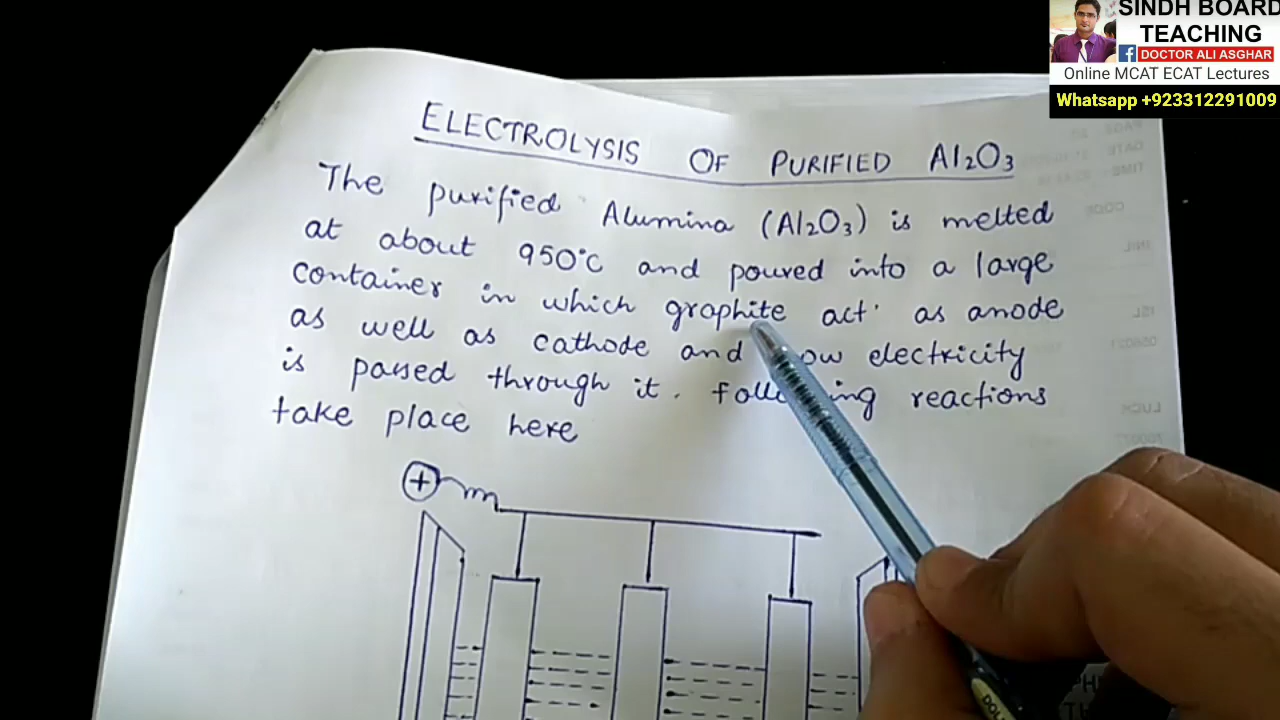 SINDH BOARD
TEACHING
DOCTOR ALI ASGHAR
Online MCAT ECAT Lectures
Whatsapp +923312291009
ELECTROLYSIS OF PURIFIED Al2O3
The purified Alumina (Al2O3) is melted
at about 950°C and poured into a large
container in which graphite act as anode
as well as cathode and now electricity
is passed through it. following reactions
take place here
+